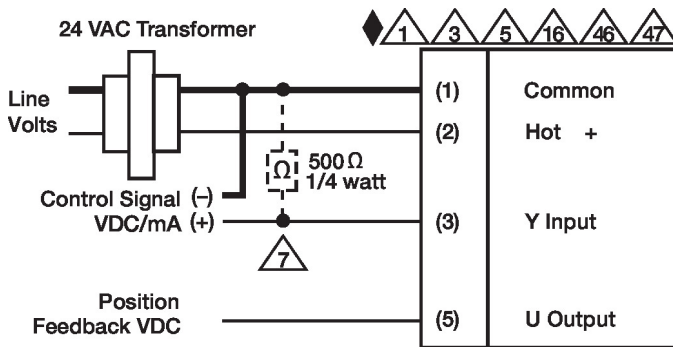 24 VAC Transformer
1 3 5 16 46 47
Line
Volts
(1) Common
(2) Hot +
Ω 500 Ω
1/4 watt
Control Signal (–)
VDC/mA (+)
(3) Y Input
7
Position
Feedback VDC
(5) U Output